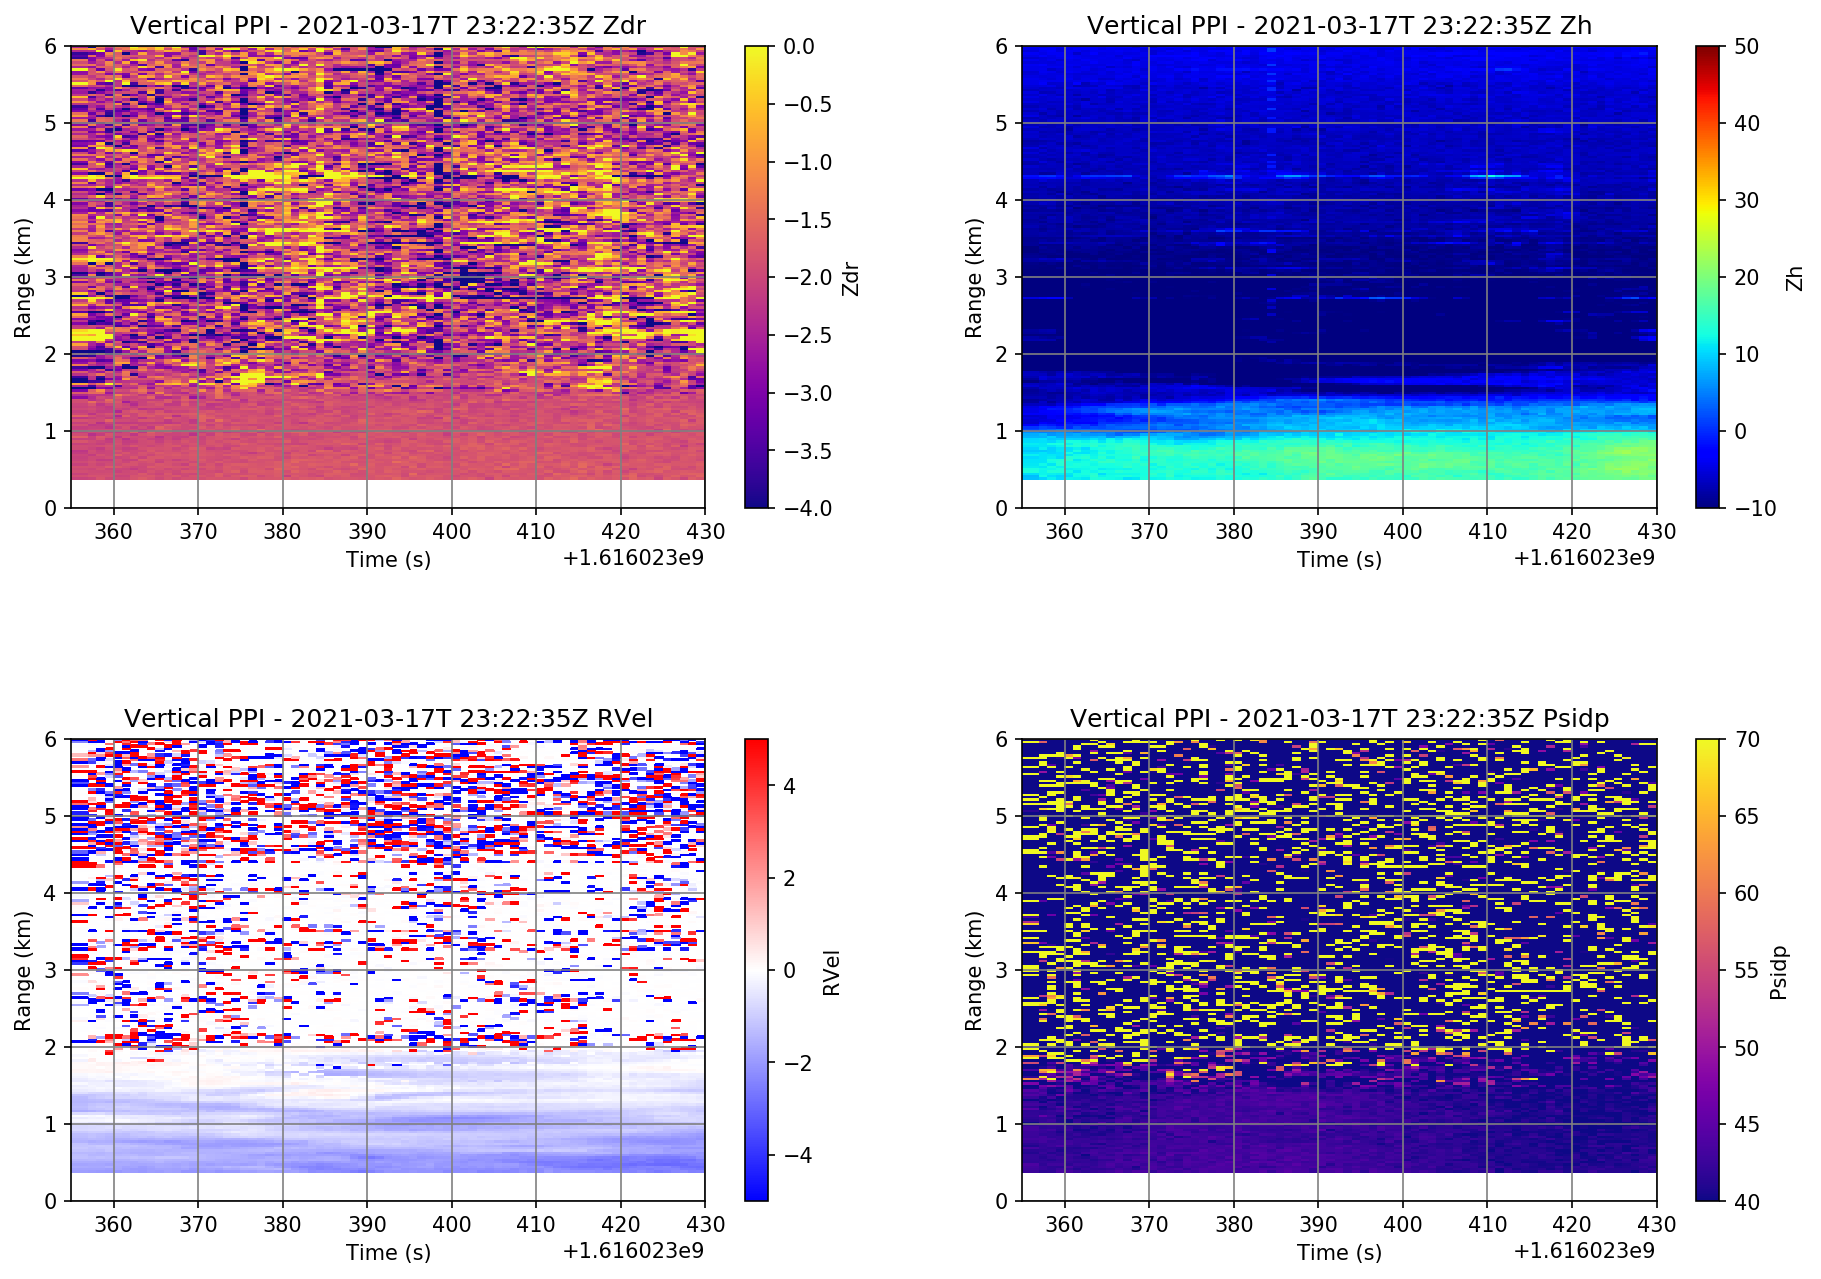 Vertical PPI - 2021-03-17T 23:22:35Z Zdr
6
5
4
3
2
1
0
Range (km)
360 370 380 390 400 410 420 430
Time (s)
+1.616023e9
0.0
−0.5
−1.0
−1.5
−2.0
−2.5
−3.0
−3.5
−4.0
Zdr
Vertical PPI - 2021-03-17T 23:22:35Z Zh
6
5
4
3
2
1
0
Range (km)
360 370 380 390 400 410 420 430
Time (s)
+1.616023e9
50
40
30
20
10
0
−10
Zh
Vertical PPI - 2021-03-17T 23:22:35Z RVel
6
5
4
3
2
1
0
Range (km)
360 370 380 390 400 410 420 430
Time (s)
+1.616023e9
4
2
0
−2
−4
RVel
Vertical PPI - 2021-03-17T 23:22:35Z Psidp
6
5
4
3
2
1
0
Range (km)
360 370 380 390 400 410 420 430
Time (s)
+1.616023e9
70
65
60
55
50
45
40
Psidp